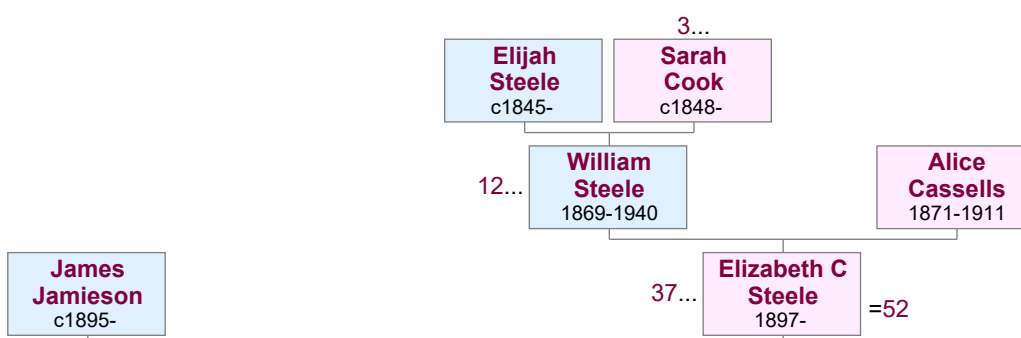 3...
Elijah
Steele
c1845-
Sarah
Cook
c1848-
12...
William
Steele
1869-1940
Alice
Cassells
1871-1911
James
Jamieson
c1895-
37...
Elizabeth C
Steele
1897-
=52